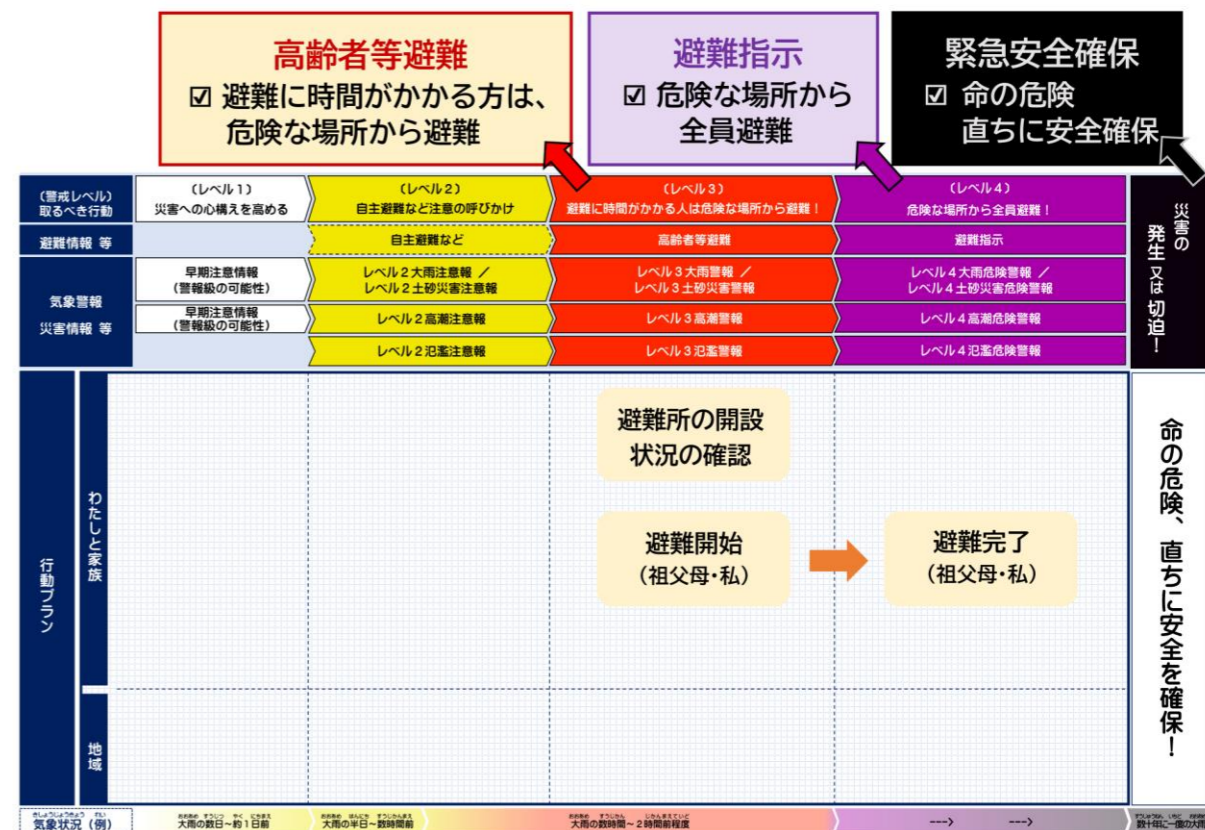 高齢者等避難
☑ 避難に時間がかかる方は、
危険な場所から避難
避難指示
☑ 危険な場所から
全員避難
緊急安全確保
☑ 命の危険
直ちに安全確保
(警戒レベル)
取るべき行動
(レベル1)
災害への心構えを高める
(レベル2)
自主避難など注意の呼びかけ
(レベル3)
避難に時間がかかる人は危険な場所から避難!
(レベル4)
危険な場所から全員避難!
災害の
発生又は切迫!
避難情報 等
自主避難など
高齢者等避難
避難指示
気象警報
災害情報 等
早期注意情報
(警報級の可能性)
レベル2大雨注意報 /
レベル2土砂災害注意報
レベル3大雨警報 /
レベル3土砂災害警報
レベル4大雨危険警報 /
レベル4土砂災害危険警報
早期注意情報
(警報級の可能性)
レベル2高潮注意報
レベル3高潮警報
レベル4高潮危険警報
レベル2氾濫注意報
レベル3氾濫警報
レベル4氾濫危険警報
行動プラン
わたしと家族
避難所の開設
状況の確認
避難開始
(祖父母・私)
避難完了
(祖父母・私)
命の危険、直ちに安全を確保!
地域
気象状況(例)
大雨の数日~約1日前
大雨の半日~数時間前
大雨の数時間~2時間前程度
---> --->
数十年に一度の大雨